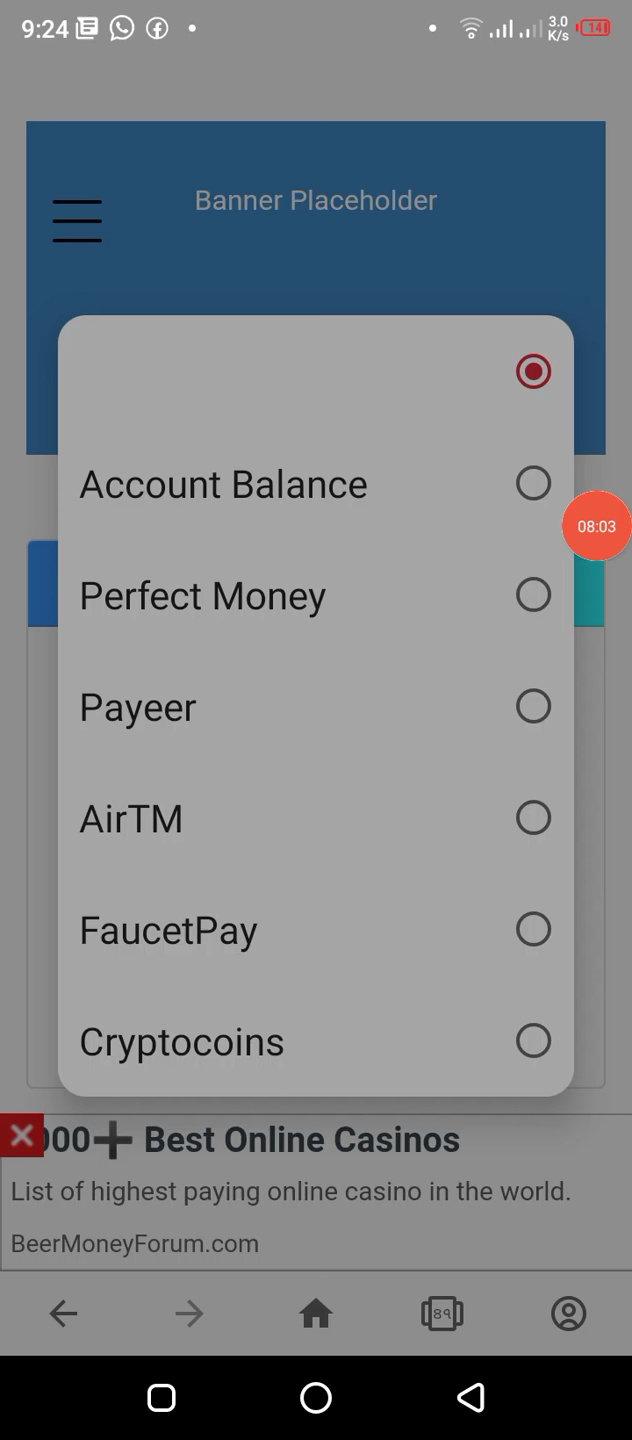 9:24
3.0
K/s
14
Banner Placeholder
Account Balance
08:03
Perfect Money
Payeer
AirTM
FaucetPay
Cryptocoins
000➕ Best Online Casinos
List of highest paying online casino in the world.
BeerMoneyForum.com
۸۹